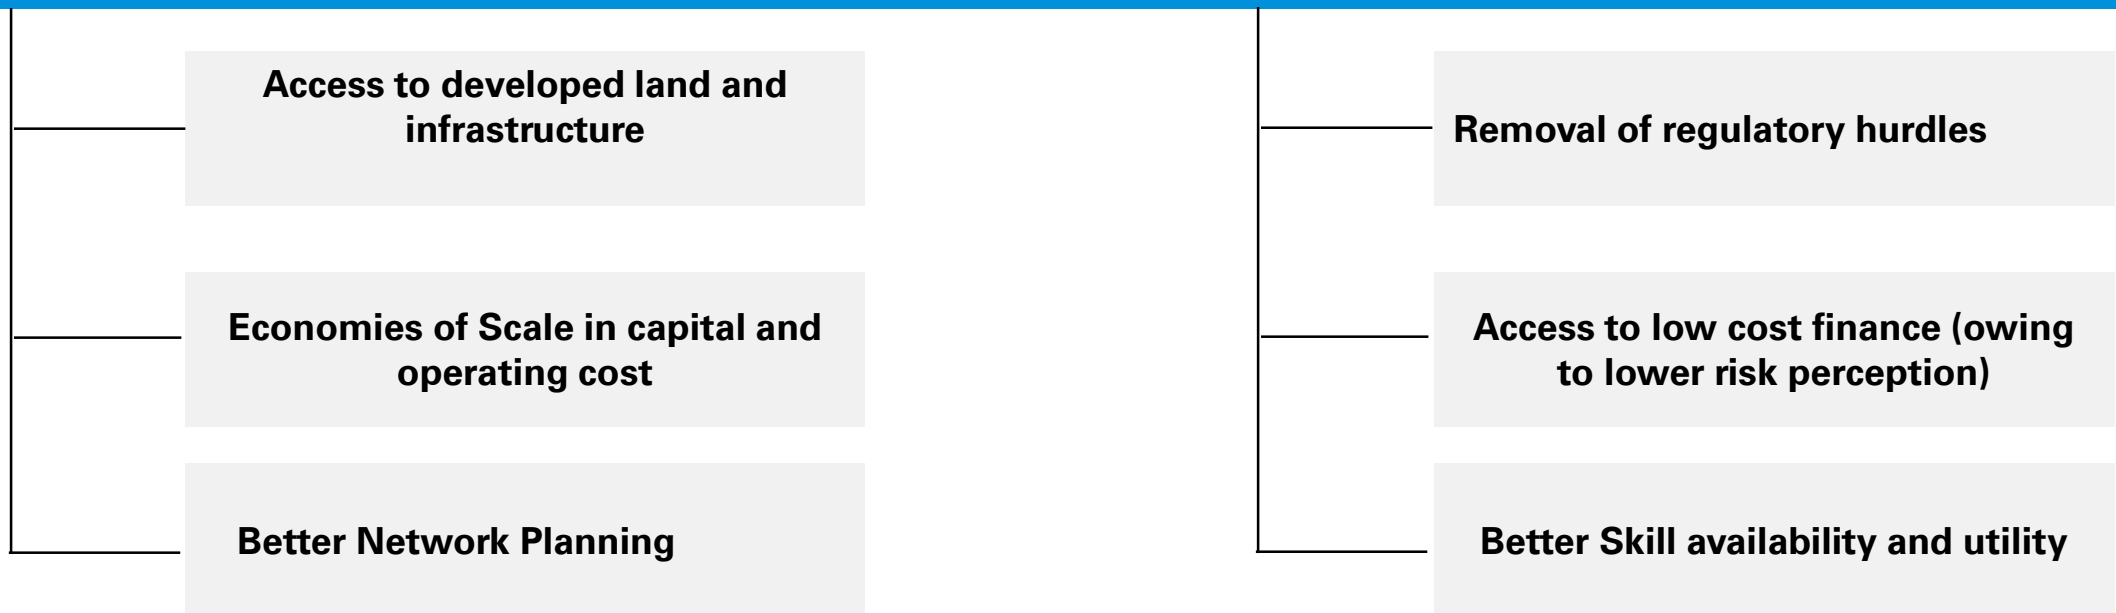 Access to developed land and
infrastructure
Economies of Scale in capital and
operating cost
Better Network Planning
Removal of regulatory hurdles
Access to low cost finance (owing
to lower risk perception)
Better Skill availability and utility